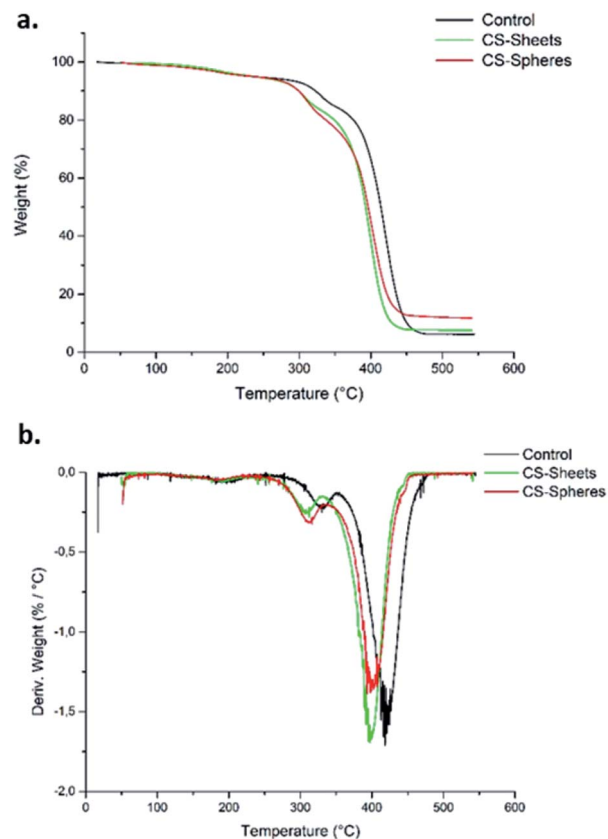 a.
Control
CS-Sheets
CS-Spheres
100
80
60
40
20
0
Weight (%)
0 100 200 300 400 500 600
Temperature (°C)
b.
Control
CS-Sheets
CS-Spheres
0,0
-0,5
-1,0
-1,5
-2,0
Deriv. Weight (% / °C)
0 100 200 300 400 500 600
Temperature (°C)